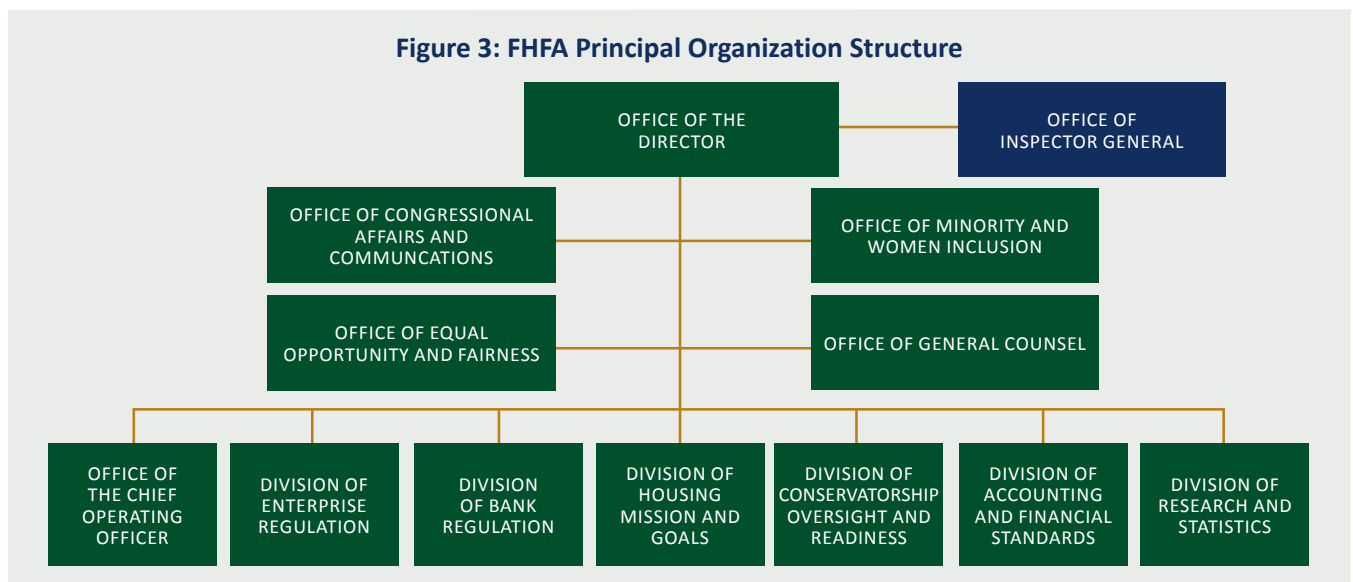 Figure 3: FHFA Principal Organization Structure
OFFICE OF THE
DIRECTOR
OFFICE OF
INSPECTOR GENERAL
OFFICE OF CONGRESSIONAL
AFFAIRS AND
COMMUNCATIONS
OFFICE OF MINORITY AND
WOMEN INCLUSION
OFFICE OF EQUAL
OPPORTUNITY AND FAIRNESS
OFFICE OF GENERAL COUNSEL
OFFICE OF
THE CHIEF
OPERATING
OFFICER
DIVISION OF
ENTERPRISE
REGULATION
DIVISION
OF BANK
REGULATION
DIVISION OF
HOUSING
MISSION AND
GOALS
DIVISION OF
CONSERVATORSHIP
OVERSIGHT AND
READINESS
DIVISION OF
ACCOUNTING
AND FINANCIAL
STANDARDS
DIVISION OF
RESEARCH AND
STATISTICS